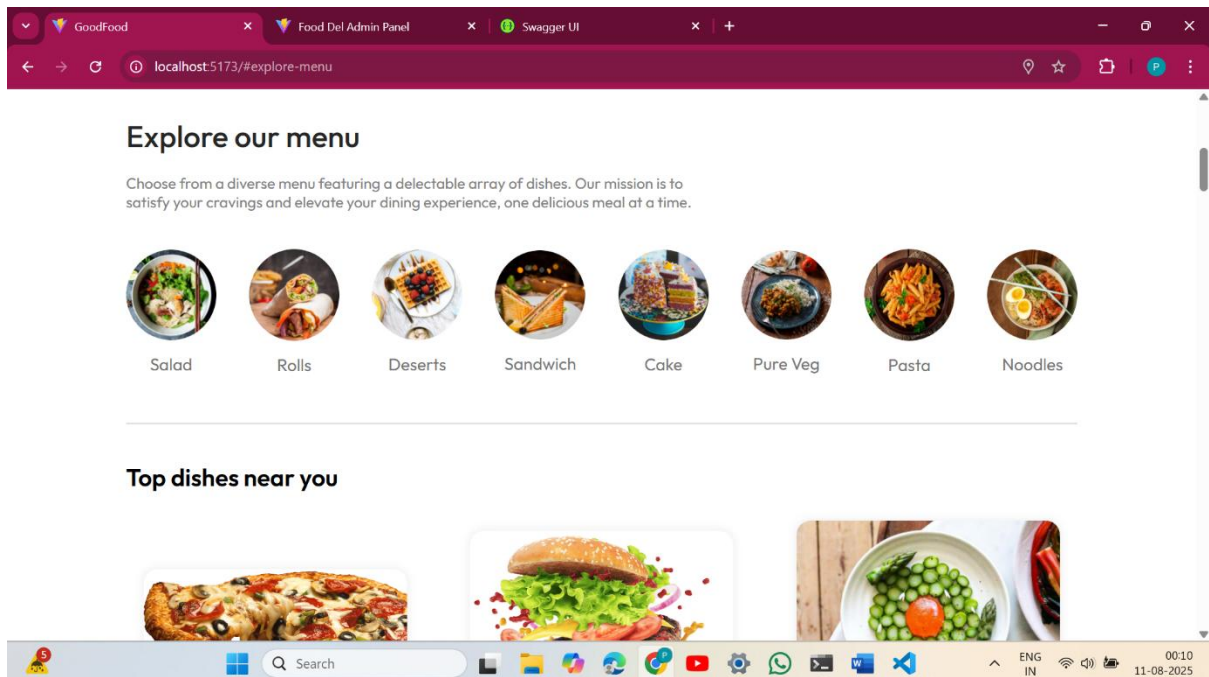 GoodFood
Food Del Admin Panel
Swagger UI
localhost:5173/#explore-menu
P
Explore our menu
Choose from a diverse menu featuring a delectable array of dishes. Our mission is to
satisfy your cravings and elevate your dining experience, one delicious meal at a time.
Salad Rolls Deserts Sandwich Cake Pure Veg Pasta Noodles
Top dishes near you
5
Search
P
ENG
IN
00:10
11-08-2025